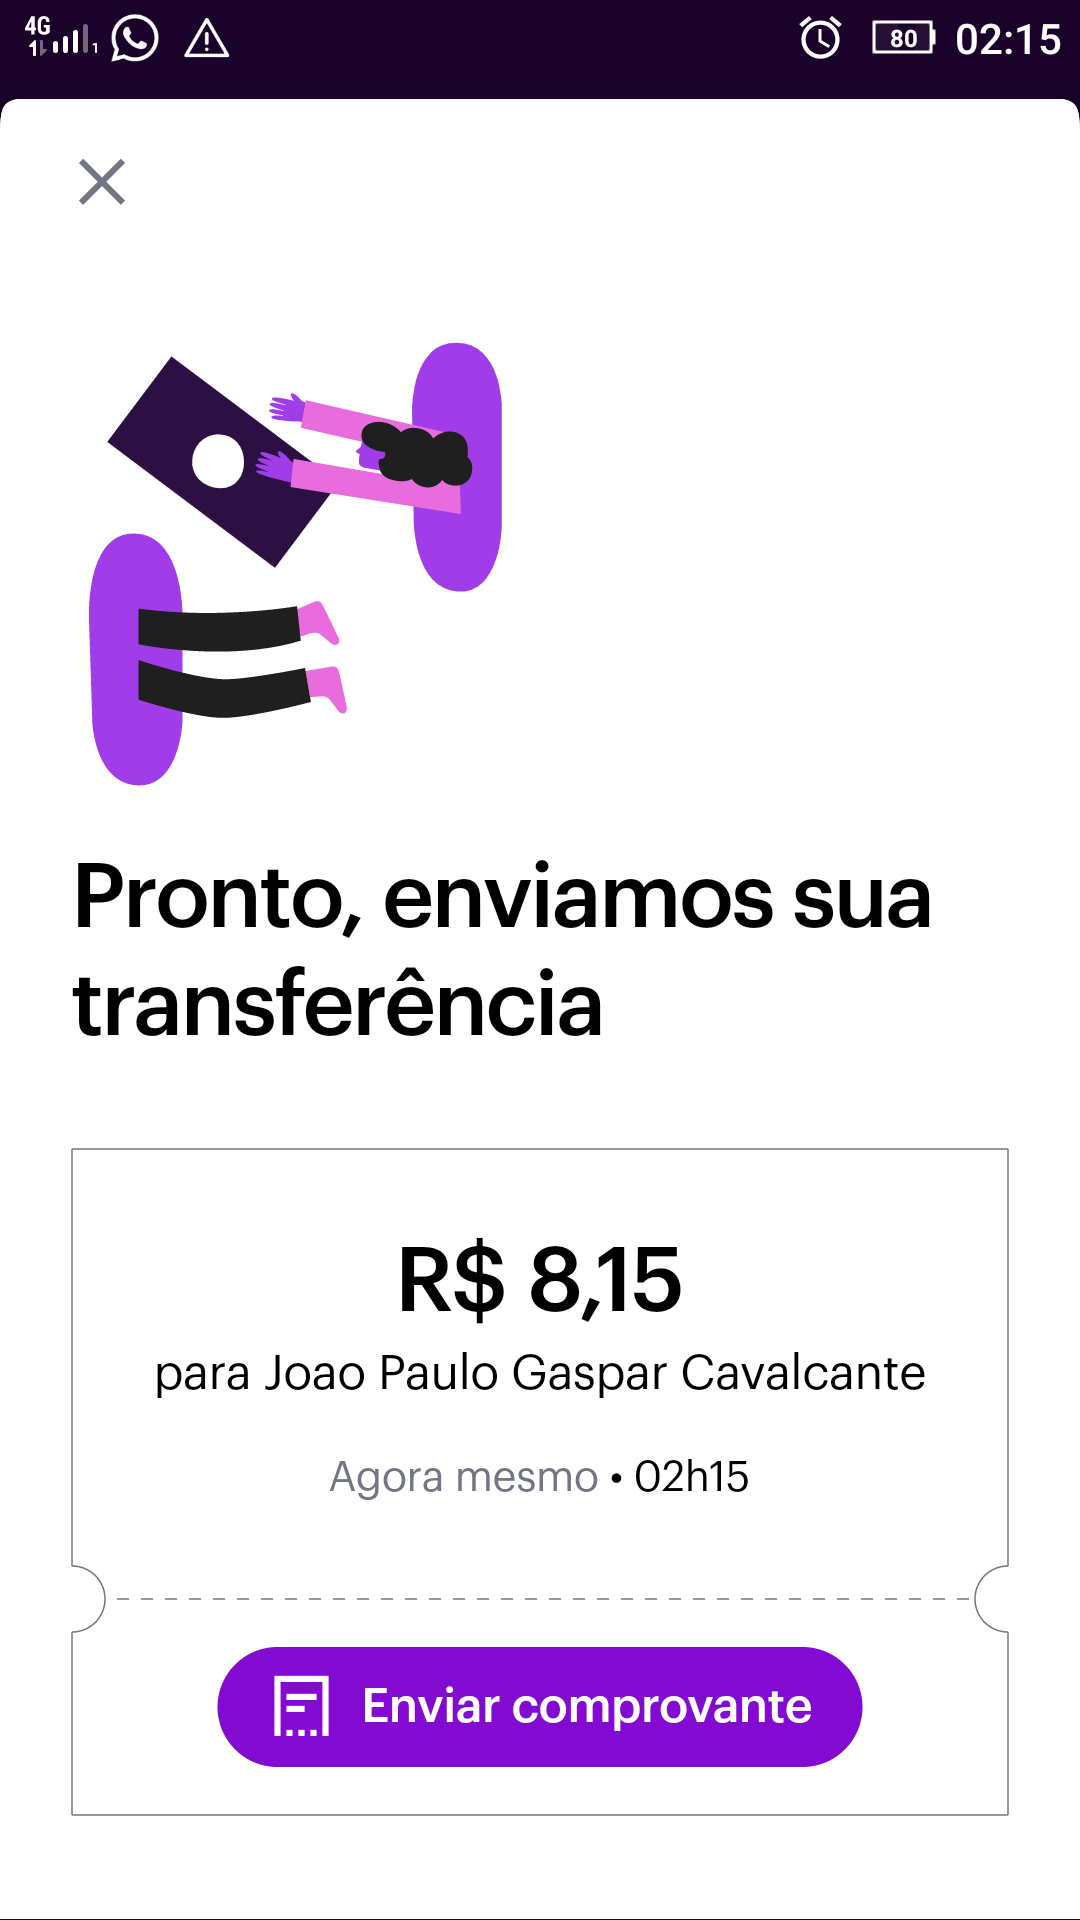 4G 1 80 02:15
Pronto, enviamos sua
transferência
R$ 8,15
para Joao Paulo Gaspar Cavalcante
Agora mesmo • 02h15
Enviar comprovante